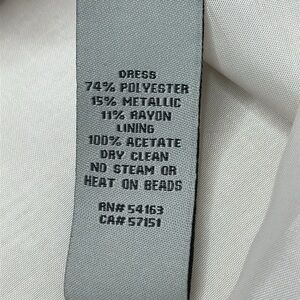 DRESS
74% POLYESTER
15% METALLIC
11% RAYON
LINING
100% ACETATE
DRY CLEAN
NO STEAM OR
HEAT ON BEADS
RN# 54163
CA# 57151